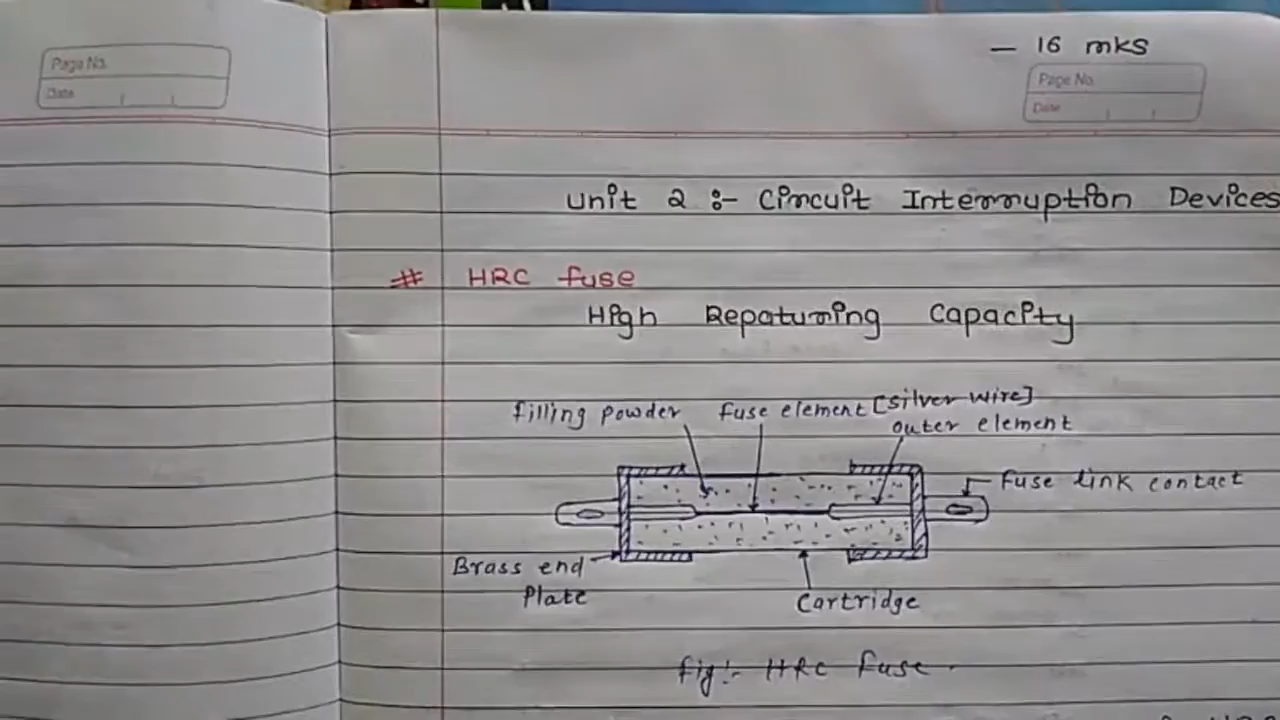 — 16 mks
Page No.
Date
Page No.
Date
Unit 2 :- Circuit Interruption Devices
# HRC fuse
High Repaturing Capacity
filling powder fuse element [silver wire]
outer element
fuse link contact
Brass end
Plate
Cartridge
fig:- HRC fuse.